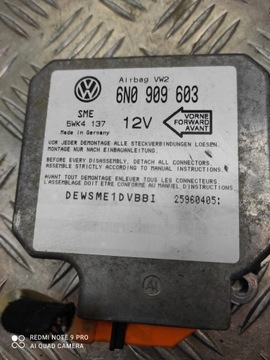 Airbag VW2
6N0 909 603
SME
5WK4 137
Made in Germany
12V
VORNE
FORWARD
AVANT
VOR JEDER DEMONTAGE ALLE STECKVERBINDUNGEN LOESEN.
MONTAGE NUR NACH EINBAUANLEITUNG.
BEFORE EVERY DISASSEMBLY, DETACH ALL CONNECTORS.
ASSEMBLE STRICTLY ACCORDING TO MANUAL INSTRUCTIONS.
AVANT TOUT DEMONTAGE DETACHER TOUS LES CONNECTEURS.
L'ASSEMBLAGE DOIT ETRE CONFORME AU MANUEL D'INSTRUCTIONS.
DEWSME1DVBBI
25960405:
REDMI NOTE 9 PRO
AI QUAD CAMERA